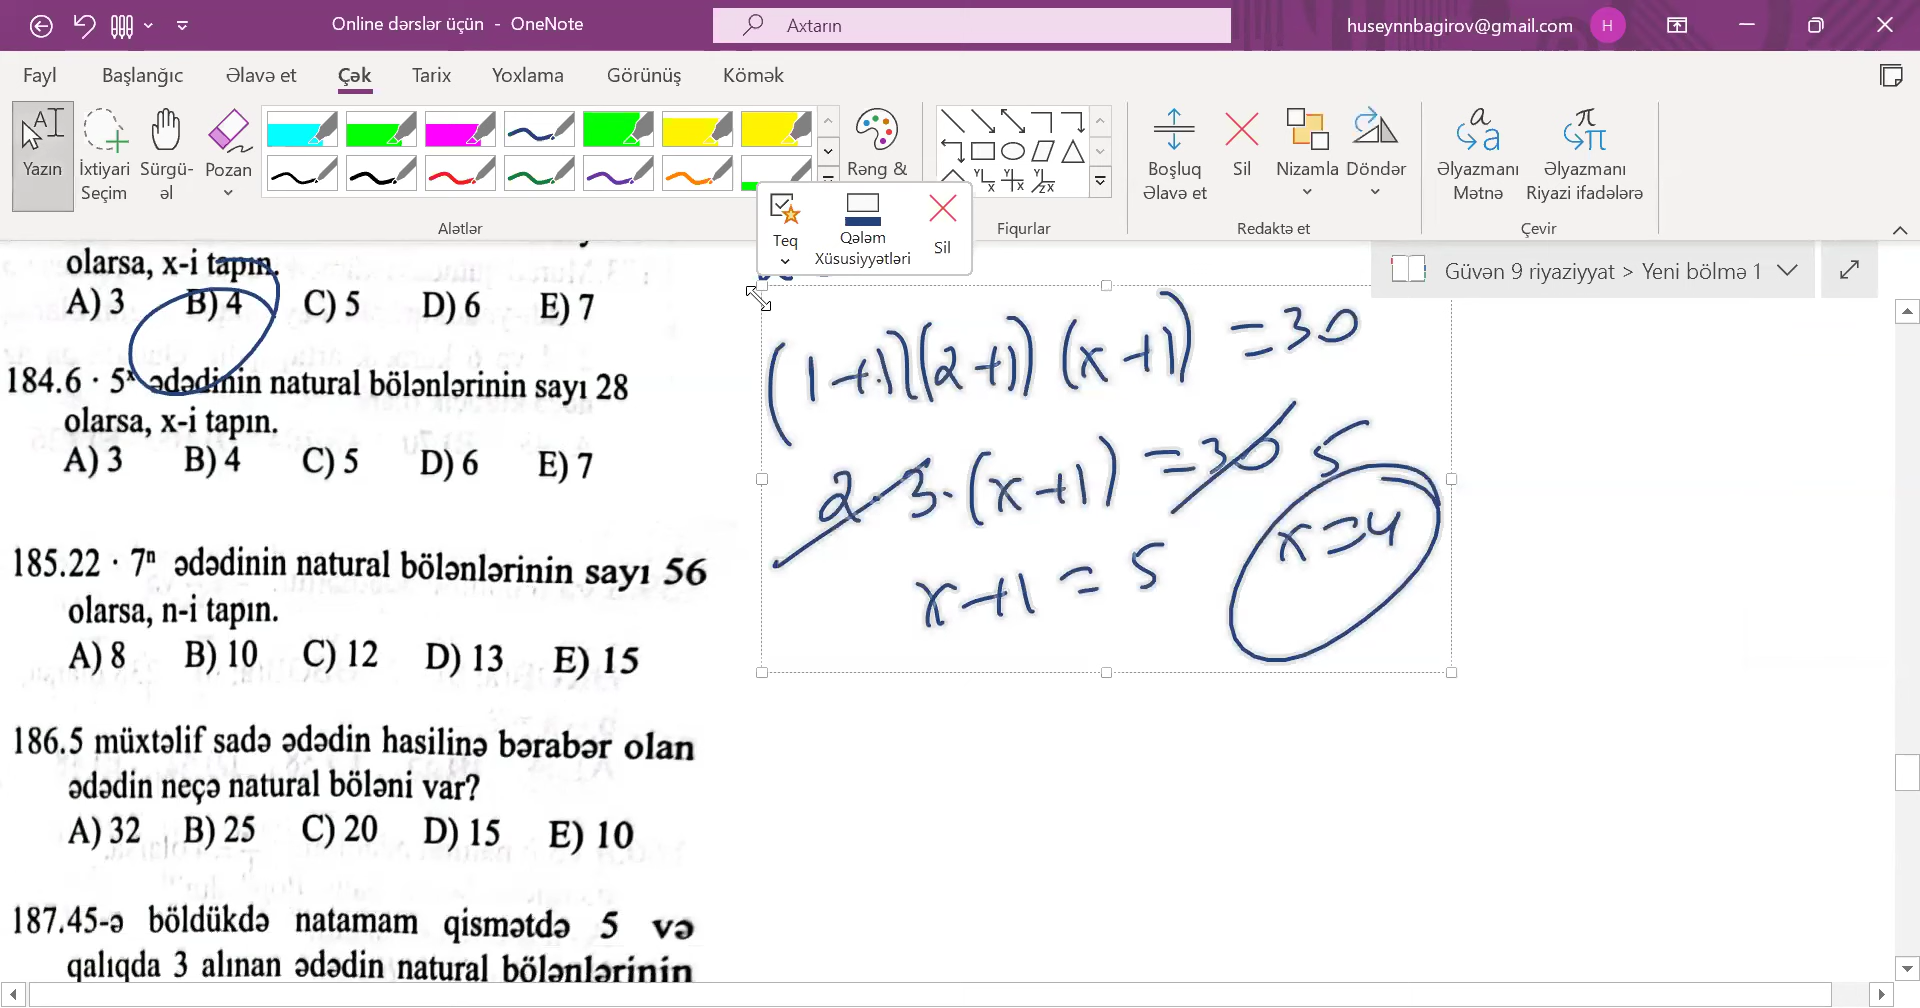 Online dərslər üçün - OneNote
Axtarın
huseynnbagirov@gmail.com H
Fayl Başlanğıc Əlavə et Çək Tarix Yoxlama Görünüş Kömək
Yazın
İxtiyari Seçim
Sürgü-əl
Pozan
Rəng &
Boşluq Əlavə et
Sil
Nizamla
Döndər
Əlyazmanı Mətnə
Əlyazmanı Riyazi ifadələrə
Alətlər Fiqurlar Redaktə et Çevir
Teq
Qələm Xüsusiyyətləri
Sil
Güvən 9 riyaziyyat > Yeni bölmə 1
olarsa, x-i tapın.
A) 3 B) 4 C) 5 D) 6 E) 7
184. 6 · 5ˣ ədədinin natural bölənlərinin sayı 28
olarsa, x-i tapın.
A) 3 B) 4 C) 5 D) 6 E) 7
185. 22 · 7ⁿ ədədinin natural bölənlərinin sayı 56
olarsa, n-i tapın.
A) 8 B) 10 C) 12 D) 13 E) 15
186. 5 müxtəlif sadə ədədin hasilinə bərabər olan
ədədin neçə natural böləni var?
A) 32 B) 25 C) 20 D) 15 E) 10
187. 45-ə böldükdə natamam qismətdə 5 və
qalıqda 3 alınan ədədin natural bölənlərinin
(1+1)(2+1)(x+1) = 30
2·3·(x+1) = 30 5
x+1 = 5
x=4